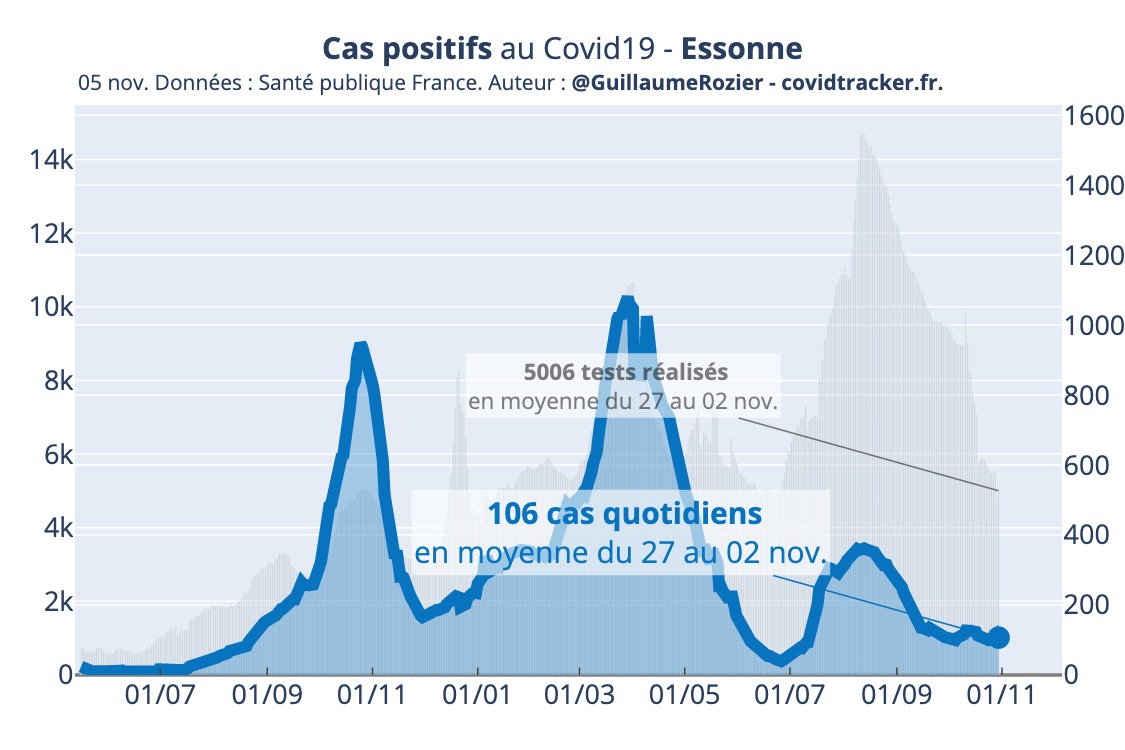 Cas positifs au Covid19 - Essonne
05 nov. Données : Santé publique France. Auteur : @GuillaumeRozier - covidtracker.fr.
1600
14k
1400
12k
1200
10k
1000
5006 tests réalisés
8k
en moyenne du 27 au 02 nov.
800
6k
600
106 cas quotidiens
4k
400
en moyenne du 27 au 02 nov.
2k
200
0
0
01/07 01/09 01/11 01/01 01/03 01/05 01/07 01/09 01/11